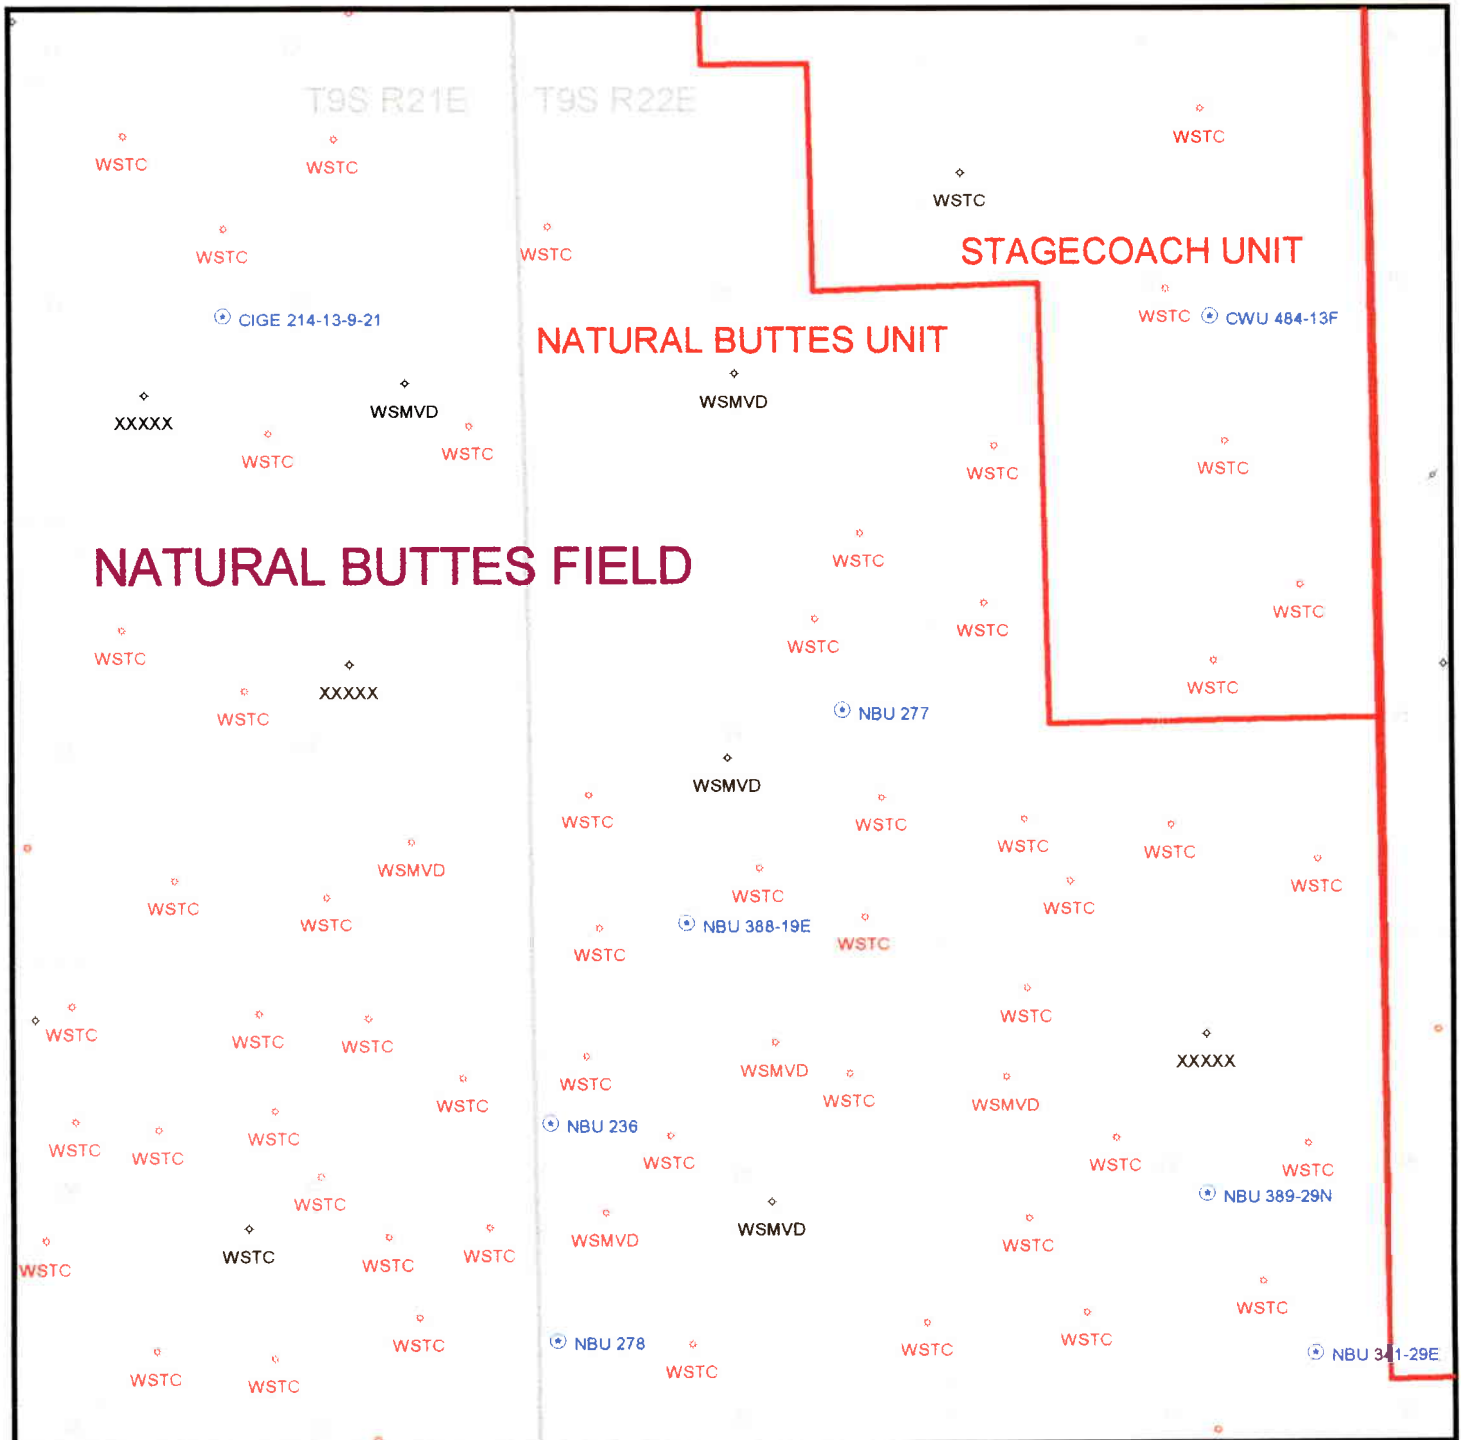 T9S R21E T9S R22E
WSTC
WSTC WSTC
WSTC
WSTC WSTC
STAGECOACH UNIT
CIGE 214-13-9-21 WSTC CWU 484-13F
NATURAL BUTTES UNIT
WSMVD WSMVD
XXXXX
WSTC WSTC WSTC WSTC
NATURAL BUTTES FIELD
WSTC
WSTC
WSTC WSTC WSTC
WSTC
XXXXX WSTC
WSTC NBU 277
WSMVD
WSTC WSTC
WSTC WSTC
WSMVD WSTC
WSTC WSTC WSTC
WSTC NBU 388-19E
WSTC WSTC
WSTC
WSTC WSTC WSTC
XXXXX
WSTC WSMVD
WSTC WSTC WSMVD
WSTC NBU 236
WSTC WSTC WSTC WSTC WSTC
NBU 389-29N
WSTC
WSMVD WSMVD WSTC
WSTC WSTC WSTC WSTC
WSTC
WSTC NBU 278 WSTC WSTC
WSTC WSTC WSTC NBU 341-29E